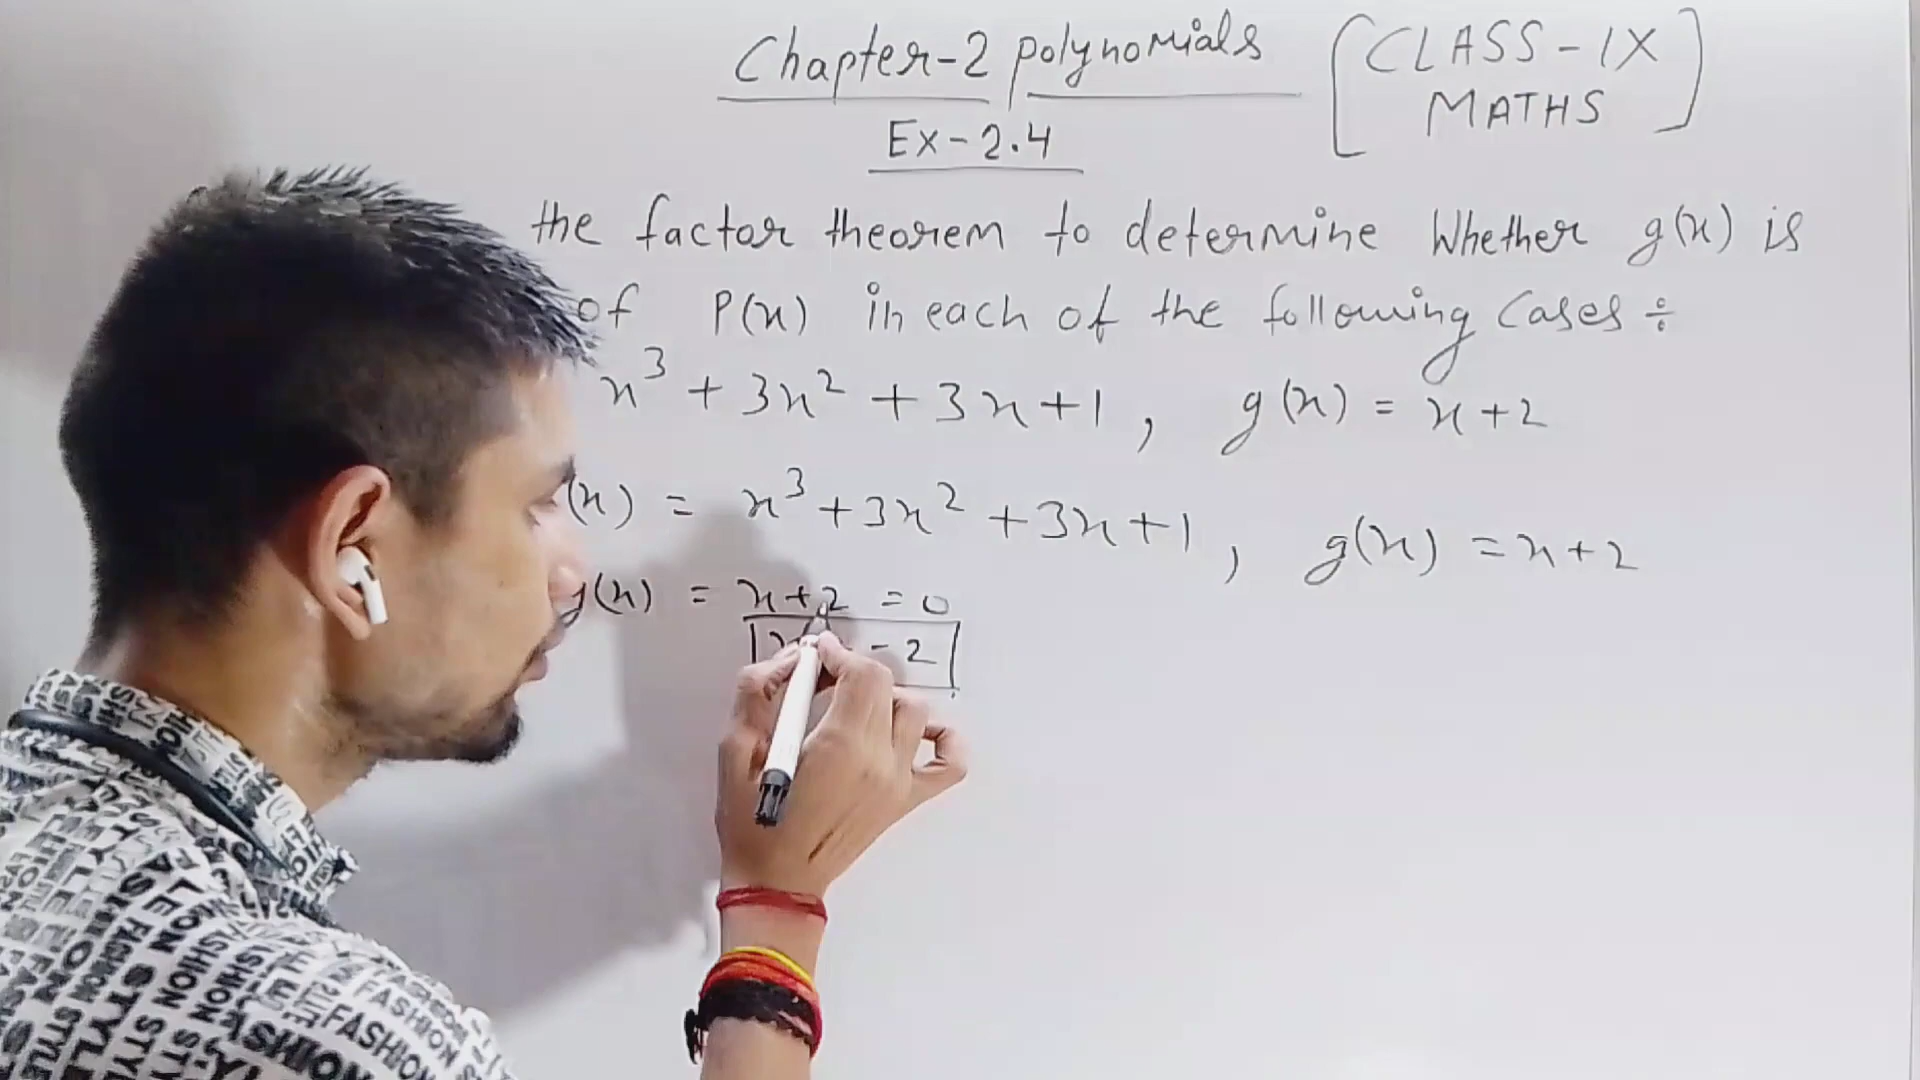 Chapter-2 polynomials [CLASS-IX
MATHS]
Ex-2.4
the factor theorem to determine Whether g(x) is
of P(x) in each of the following Cases ÷
x³ + 3x² + 3x + 1, g(x) = x + 2
(x) = x³ + 3x² + 3x + 1, g(x) = x + 2
g(x) = x + 2 = 0
- 2
FASHION STYLE